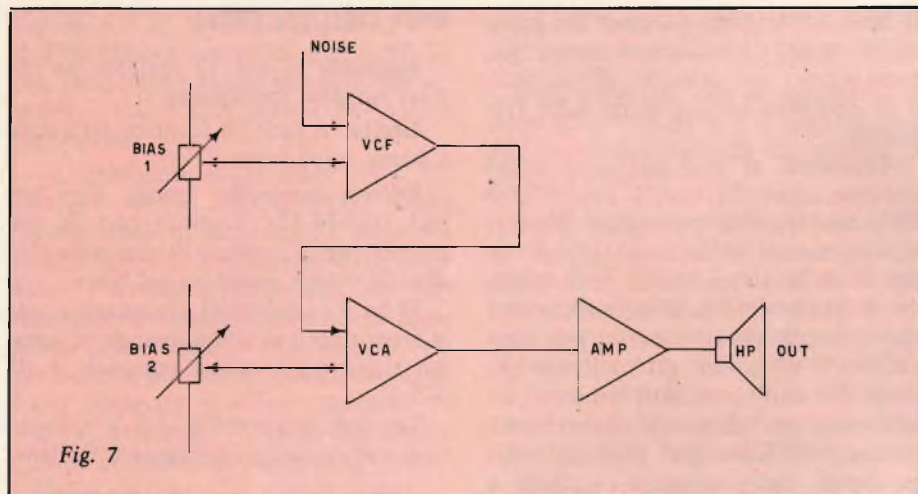 NOISE
BIAS
1
VCF
BIAS
2
VCA
AMP
HP
OUT
Fig. 7